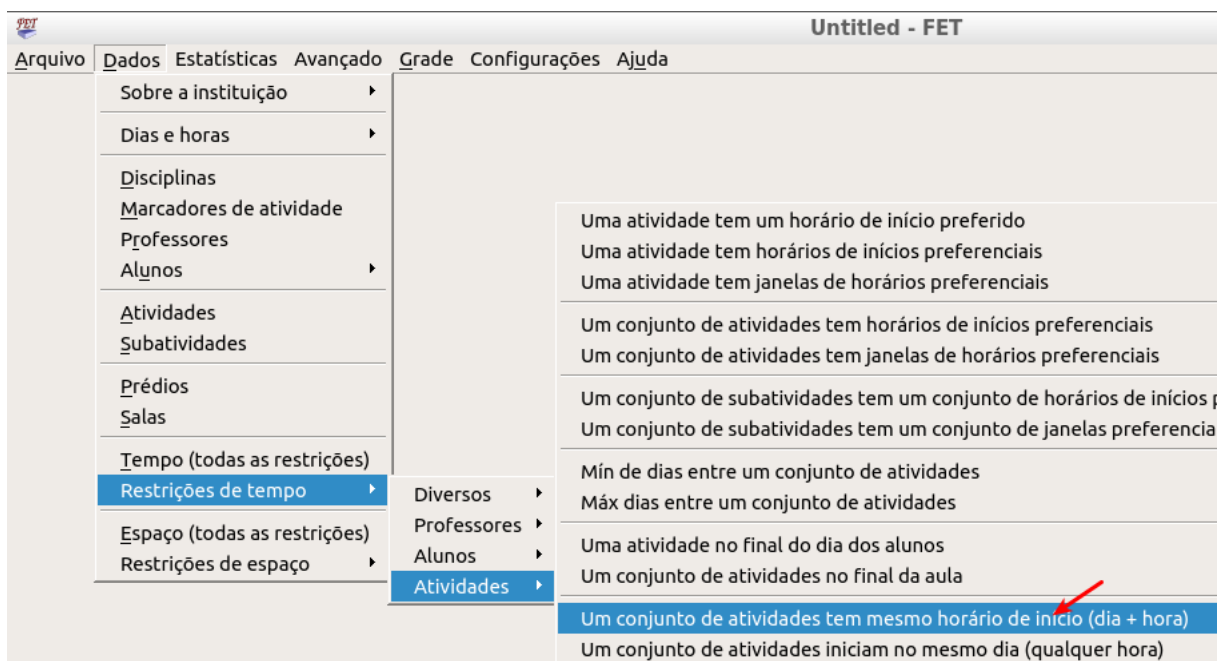 FET
Untitled - FET
Arquivo Dados Estatísticas Avançado Grade Configurações Ajuda
Sobre a instituição
Dias e horas
Disciplinas
Marcadores de atividade
Professores
Alunos
Atividades
Subatividades
Prédios
Salas
Tempo (todas as restrições)
Restrições de tempo
Espaço (todas as restrições)
Restrições de espaço
Diversos
Professores
Alunos
Atividades
Uma atividade tem um horário de início preferido
Uma atividade tem horários de inícios preferenciais
Uma atividade tem janelas de horários preferenciais
Um conjunto de atividades tem horários de inícios preferenciais
Um conjunto de atividades tem janelas de horários preferenciais
Um conjunto de subatividades tem um conjunto de horários de inícios
Um conjunto de subatividades tem um conjunto de janelas preferencia
Mín de dias entre um conjunto de atividades
Máx dias entre um conjunto de atividades
Uma atividade no final do dia dos alunos
Um conjunto de atividades no final da aula
Um conjunto de atividades tem mesmo horário de início (dia + hora)
Um conjunto de atividades iniciam no mesmo dia (qualquer hora)